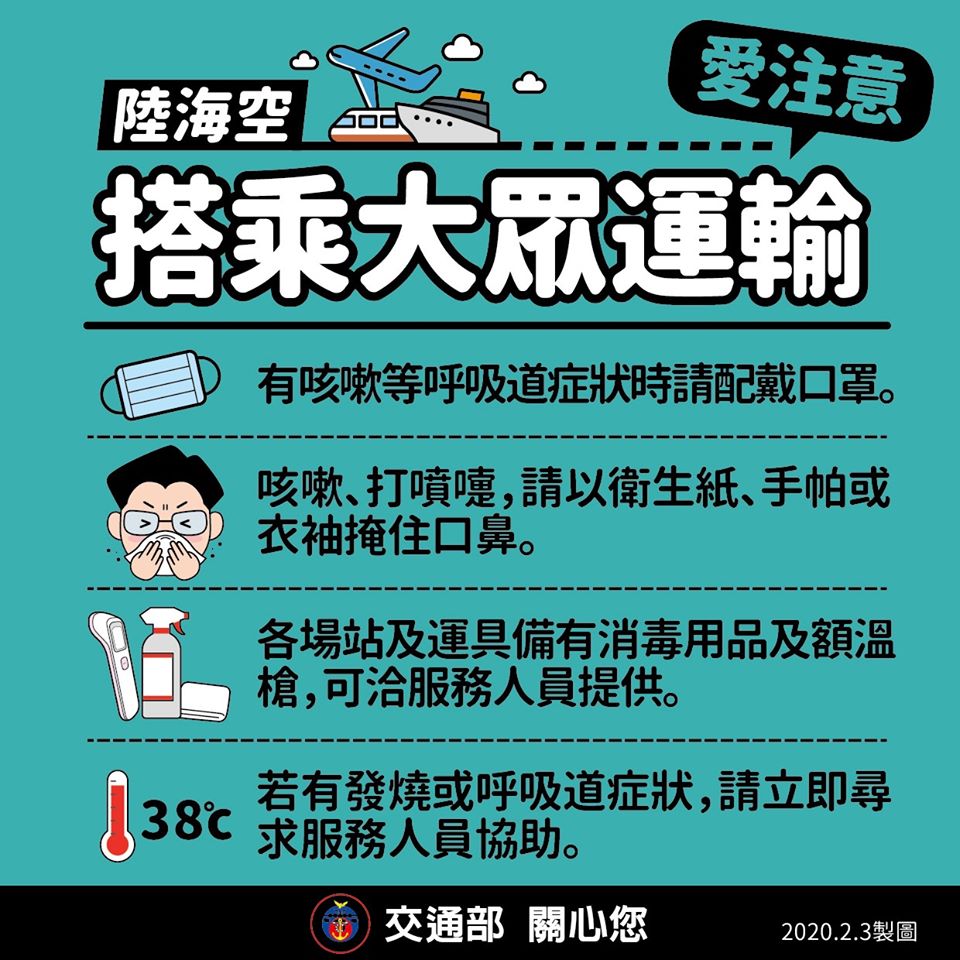 愛注意
陸海空
搭乘大眾運輸
有咳嗽等呼吸道症狀時請配戴口罩。
咳嗽、打噴嚏,請以衛生紙、手帕或
衣袖掩住口鼻。
各場站及運具備有消毒用品及額溫
槍,可洽服務人員提供。
38℃
若有發燒或呼吸道症狀,請立即尋
求服務人員協助。
交通部 關心您
2020.2.3製圖